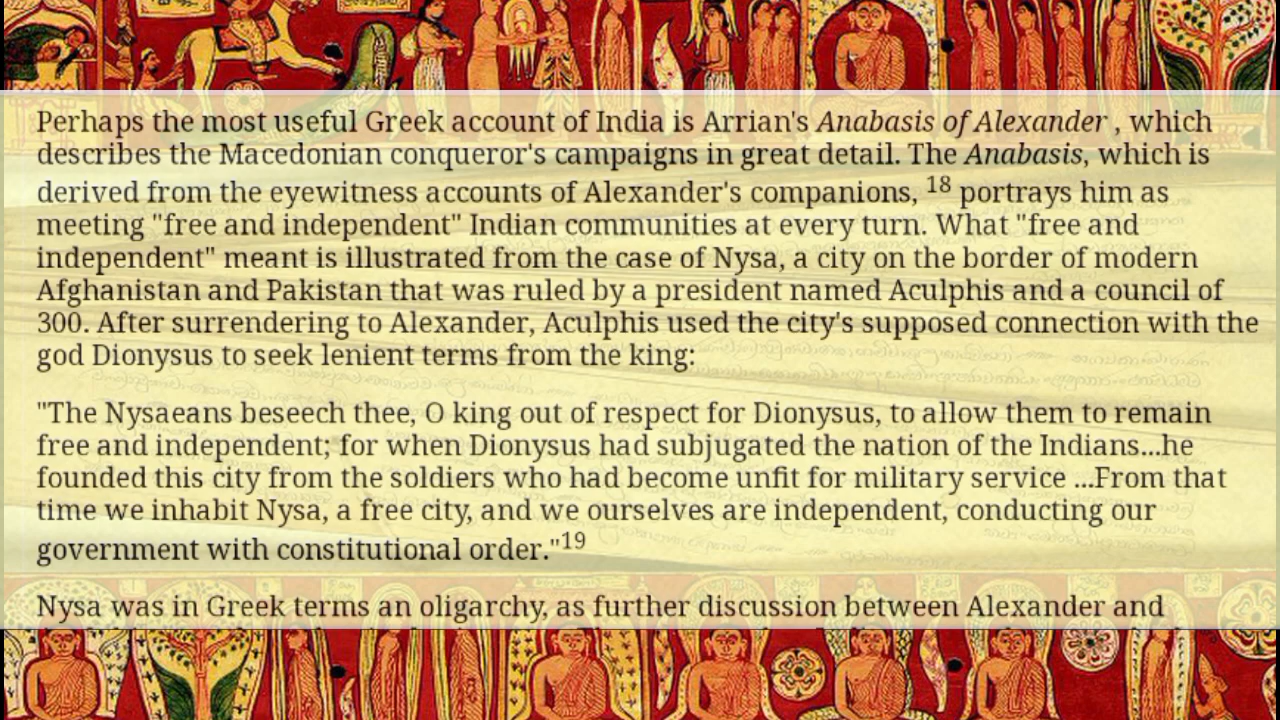 Perhaps the most useful Greek account of India is Arrian's Anabasis of Alexander , which
describes the Macedonian conqueror's campaigns in great detail. The Anabasis, which is
derived from the eyewitness accounts of Alexander's companions, 18 portrays him as
meeting "free and independent" Indian communities at every turn. What "free and
independent" meant is illustrated from the case of Nysa, a city on the border of modern
Afghanistan and Pakistan that was ruled by a president named Aculphis and a council of
300. After surrendering to Alexander, Aculphis used the city's supposed connection with the
god Dionysus to seek lenient terms from the king:
"The Nysaeans beseech thee, O king out of respect for Dionysus, to allow them to remain
free and independent; for when Dionysus had subjugated the nation of the Indians...he
founded this city from the soldiers who had become unfit for military service ...From that
time we inhabit Nysa, a free city, and we ourselves are independent, conducting our
government with constitutional order."19
Nysa was in Greek terms an oligarchy, as further discussion between Alexander and